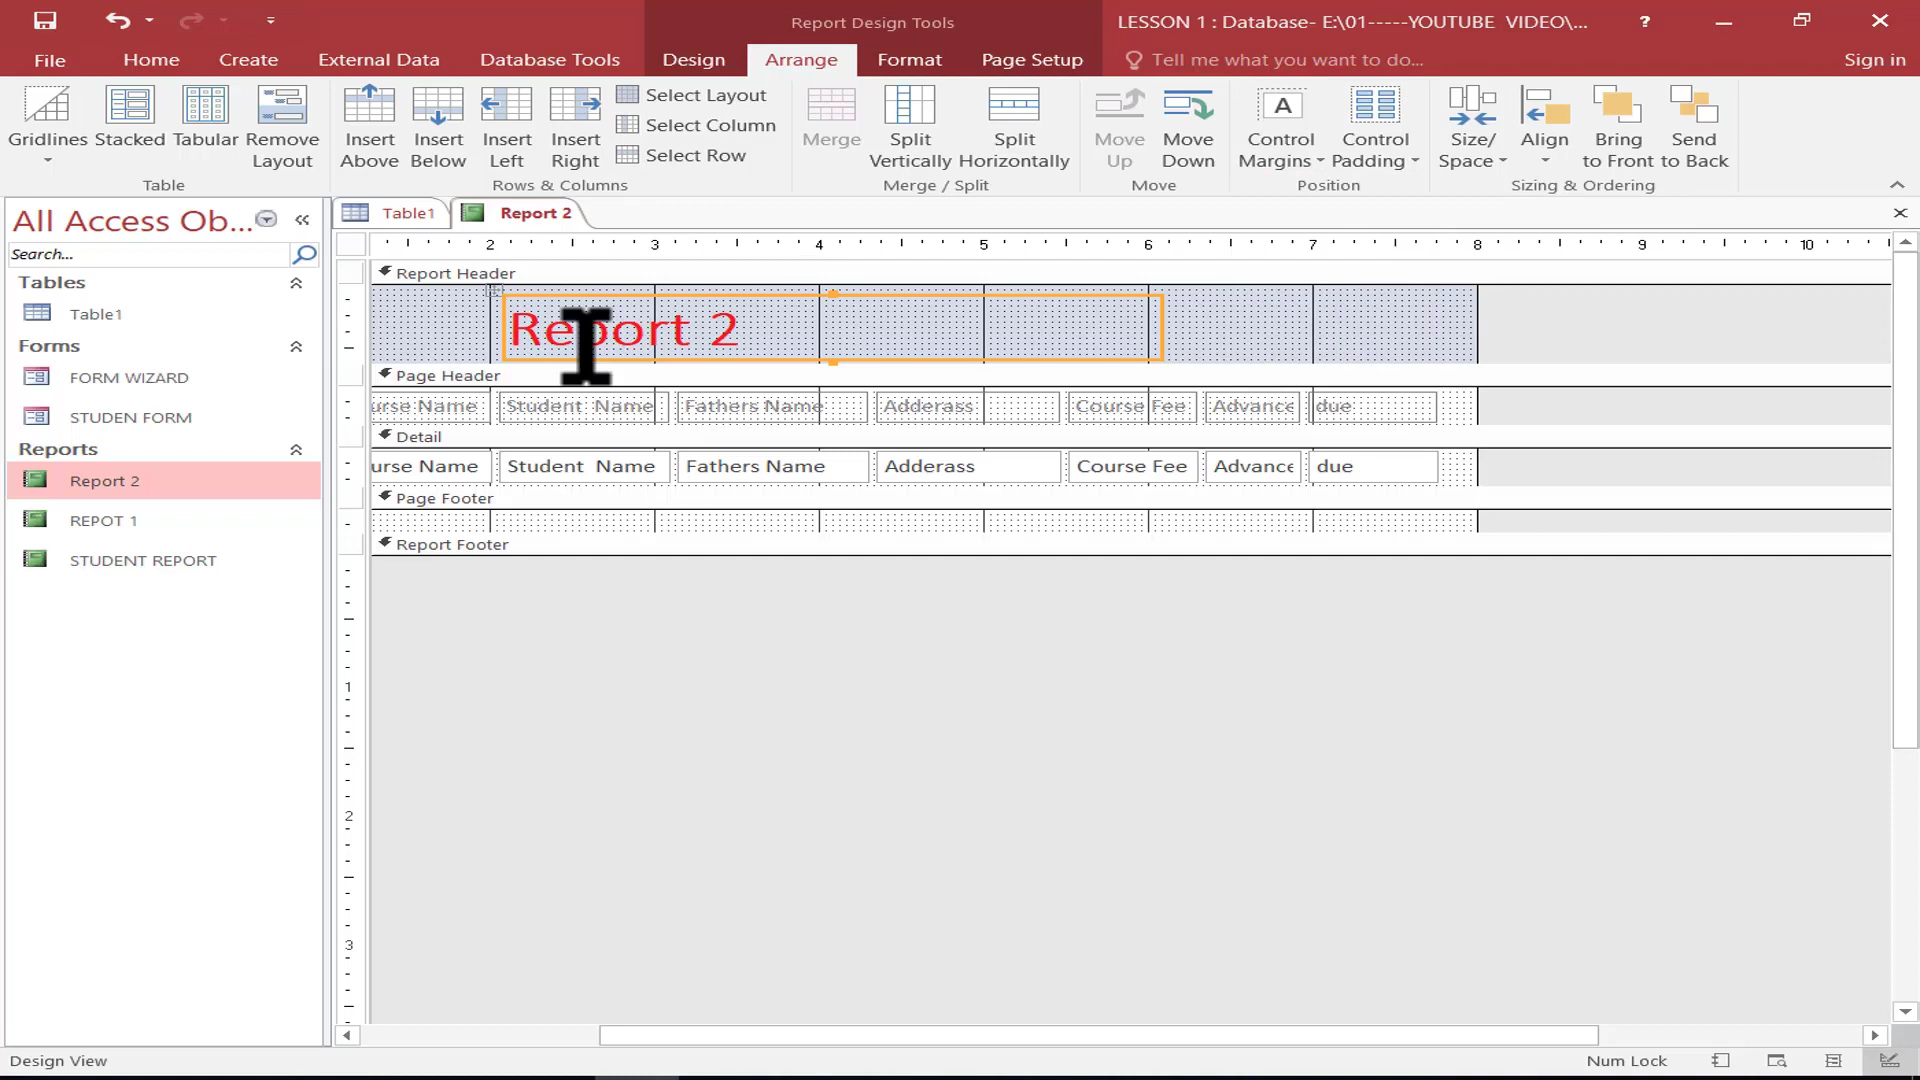 Report Design Tools
LESSON 1 : Database- E:\01-----YOUTUBE VIDEO\...
?
File
Home
Create
External Data
Database Tools
Design
Arrange
Format
Page Setup
Tell me what you want to do...
Sign in
Gridlines
Stacked
Tabular
Remove Layout
Insert Above
Insert Below
Insert Left
Insert Right
Select Layout
Select Column
Select Row
Merge
Split Vertically
Split Horizontally
Move Up
Move Down
A
Control Margins
Control Padding
Size/ Space
Align
Bring to Front
Send to Back
Table
Rows & Columns
Merge / Split
Move
Position
Sizing & Ordering
All Access Ob...
Search...
Tables
Table1
Forms
FORM WIZARD
STUDEN FORM
Reports
Report 2
REPOT 1
STUDENT REPORT
Table1
Report 2
2 3 4 5 6 7 8 9 10
Report Header
Report 2
Page Header
urse Name
Student Name
Fathers Name
Adderass
Course Fee
Advance
due
Detail
urse Name
Student Name
Fathers Name
Adderass
Course Fee
Advance
due
Page Footer
Report Footer
1
2
3
Design View
Num Lock